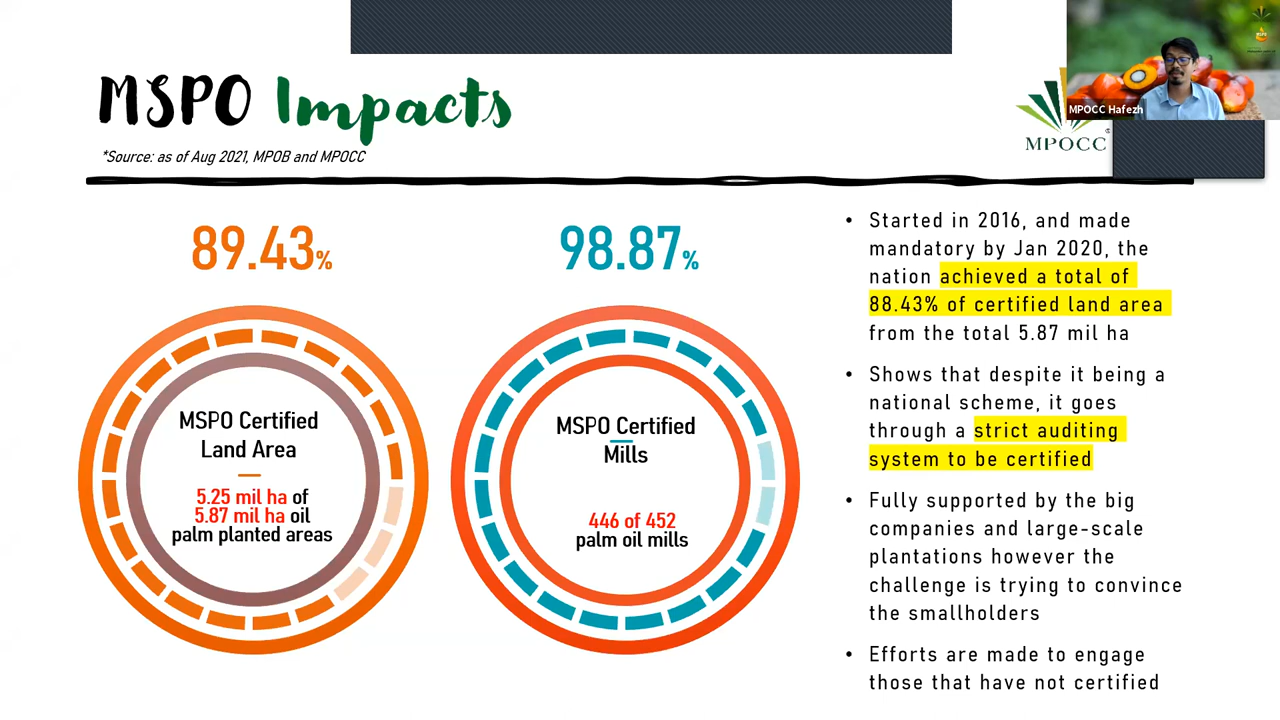 MSPO Impacts
*Source: as of Aug 2021, MPOB and MPOCC
MPOCC Hafezh
MPOCC
89.43%
MSPO Certified
Land Area
5.25 mil ha of
5.87 mil ha oil
palm planted areas
98.87%
MSPO Certified
Mills
446 of 452
palm oil mills
• Started in 2016, and made
mandatory by Jan 2020, the
nation achieved a total of
88.43% of certified land area
from the total 5.87 mil ha
• Shows that despite it being a
national scheme, it goes
through a strict auditing
system to be certified
• Fully supported by the big
companies and large-scale
plantations however the
challenge is trying to convince
the smallholders
• Efforts are made to engage
those that have not certified